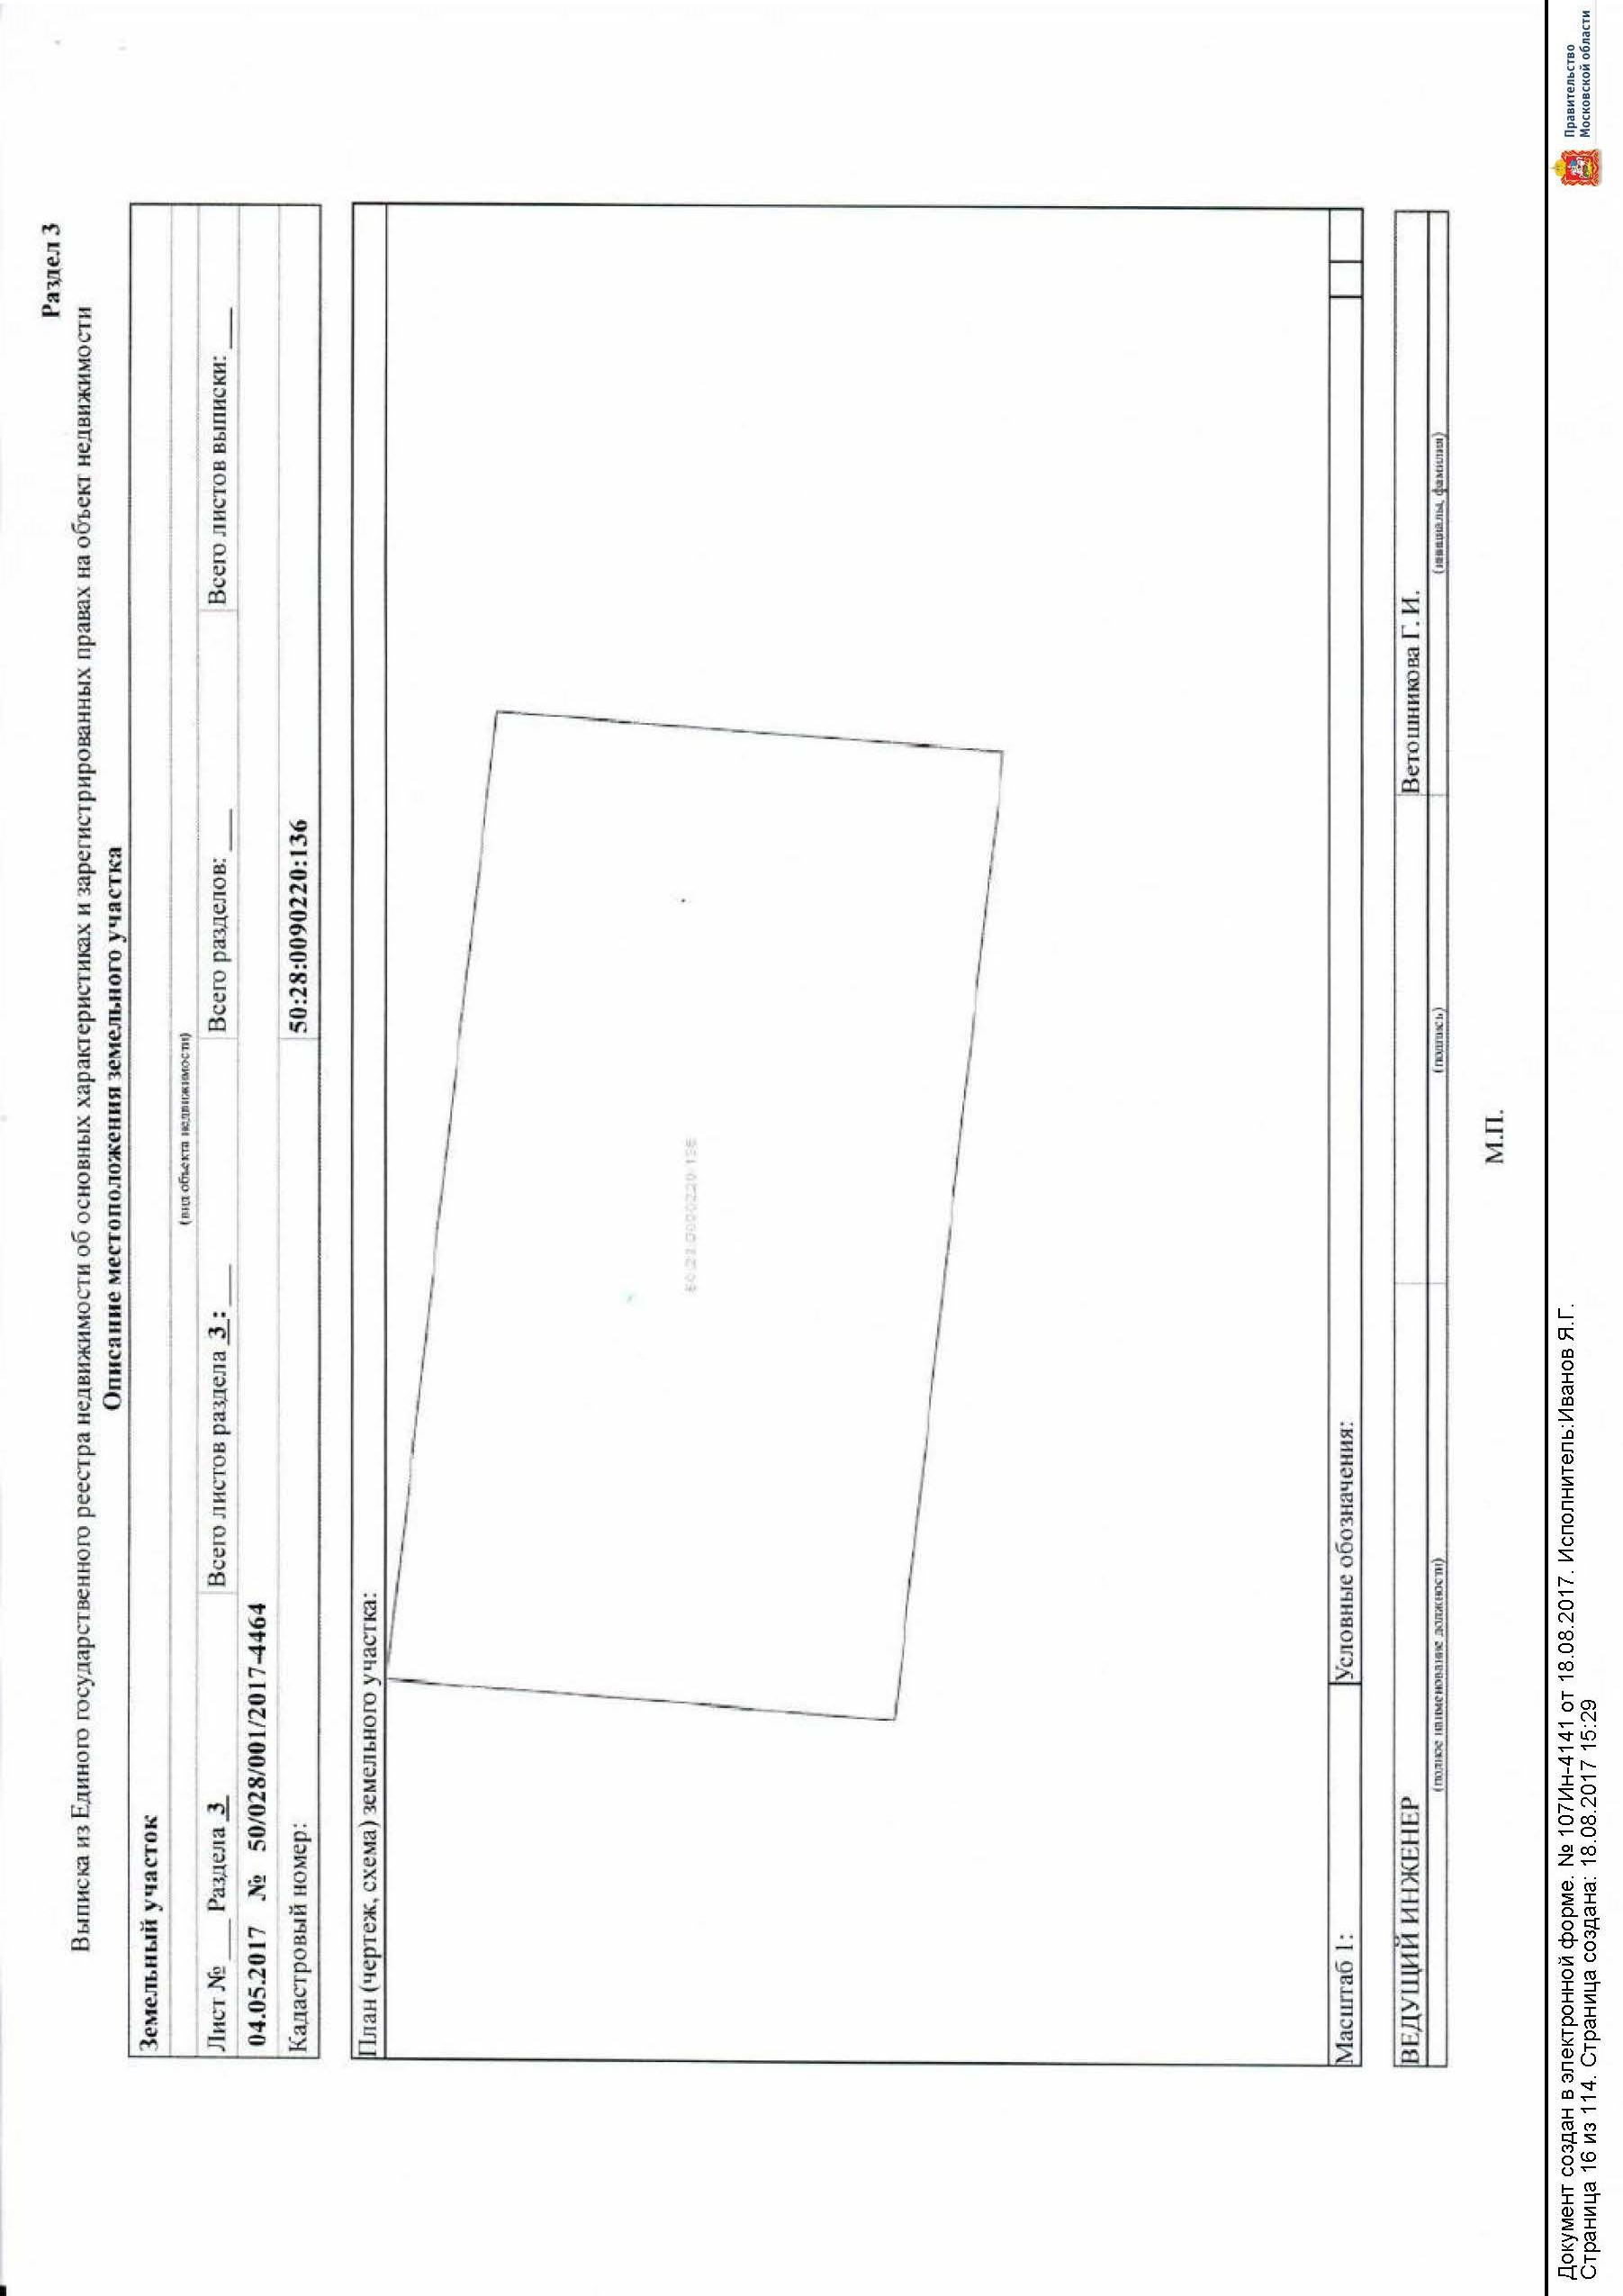 Раздел 3
Выписка из Единого государственного реестра недвижимости об основных характеристиках и зарегистрированных правах на объект недвижимости
Описание местоположения земельного участка
Земельный участок
(вид объекта недвижимости)
Лист № ___ Раздела 3 Всего листов раздела 3 : ___ Всего разделов: ___ Всего листов выписки: ___
04.05.2017 № 50/028/001/2017-4464
Кадастровый номер: 50:28:0090220:136
План (чертеж, схема) земельного участка:
50:28:0090220:136
Масштаб 1: Условные обозначения:
ВЕДУЩИЙ ИНЖЕНЕР Ветошникова Г. И.
(полное наименование должности) (подпись) (инициалы, фамилия)
М.П.
Документ создан в электронной форме. № 107Ин-4141 от 18.08.2017. Исполнитель:Иванов Я.Г.
Страница 16 из 114. Страница создана: 18.08.2017 15:29
Правительство
Московской области